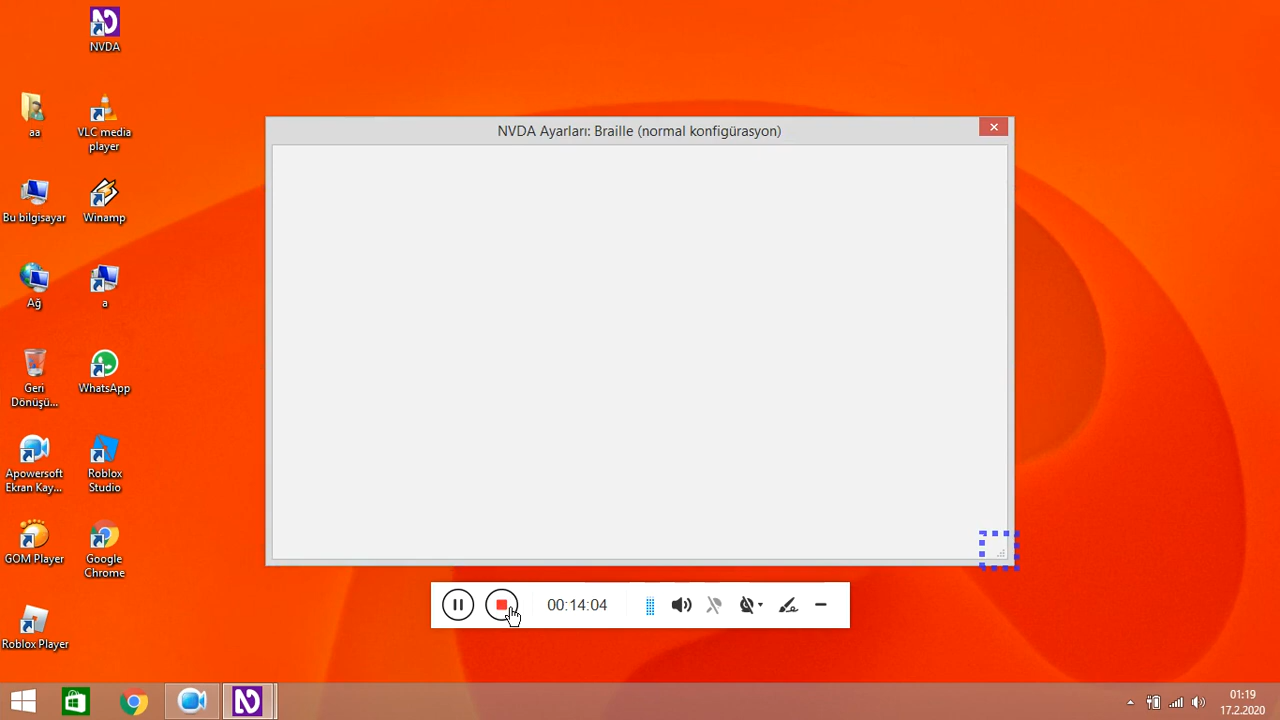 NVDA
aa
VLC media
player
Bu bilgisayar
Winamp
Ağ
a
Geri
Dönüşü...
WhatsApp
Apowersoft
Ekran Kay...
Roblox
Studio
GOM Player
Google
Chrome
Roblox Player
NVDA Ayarları: Braille (normal konfigürasyon)
00:14:04
01:19
17.2.2020